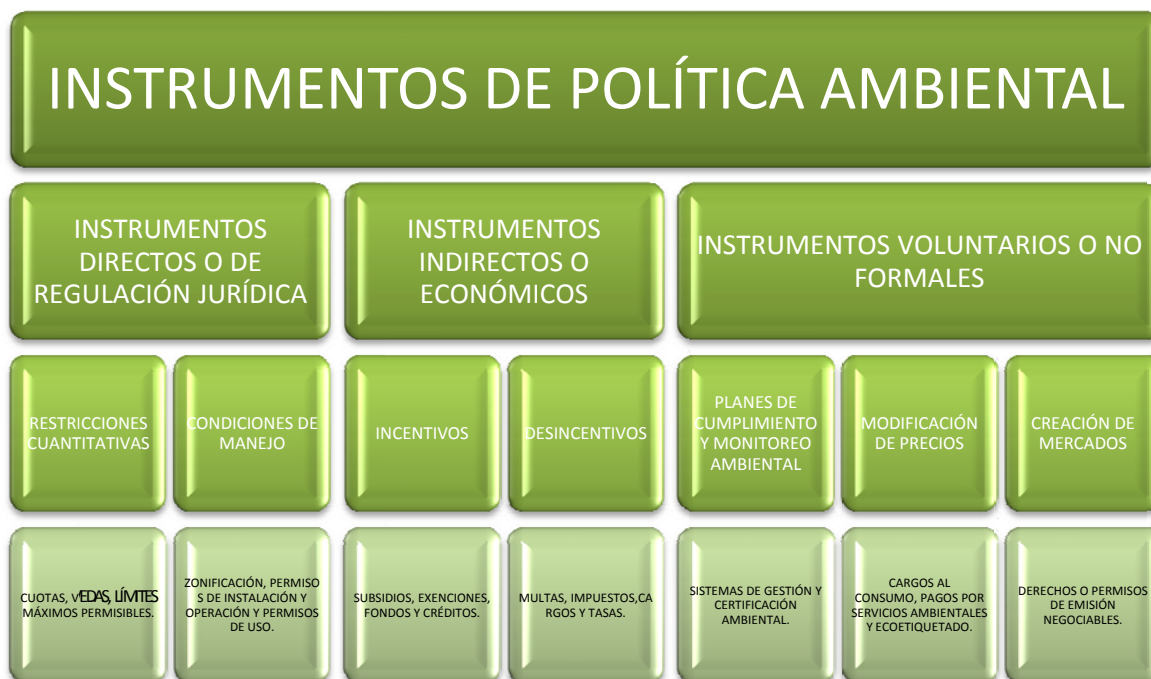 INSTRUMENTOS DE POLÍTICA AMBIENTAL
INSTRUMENTOS
DIRECTOS O DE
REGULACIÓN JURÍDICA
INSTRUMENTOS
INDIRECTOS O
ECONÓMICOS
INSTRUMENTOS VOLUNTARIOS O NO
FORMALES
RESTRICCIONES
CUANTITATIVAS
CONDICIONES DE
MANEJO
INCENTIVOS
DESINCENTIVOS
PLANES DE
CUMPLIMIENTO
Y MONITOREO
AMBIENTAL
MODIFICACIÓN
DE PRECIOS
CREACIÓN DE
MERCADOS
CUOTAS, VEDAS, LÍMITES
MÁXIMOS PERMISIBLES.
ZONIFICACIÓN, PERMISO
S DE INSTALACIÓN Y
OPERACIÓN Y PERMISOS
DE USO.
SUBSIDIOS, EXENCIONES,
FONDOS Y CRÉDITOS.
MULTAS, IMPUESTOS,CA
RGOS Y TASAS.
SISTEMAS DE GESTIÓN Y
CERTIFICACIÓN
AMBIENTAL.
CARGOS AL
CONSUMO, PAGOS POR
SERVICIOS AMBIENTALES
Y ECOETIQUETADO.
DERECHOS O PERMISOS
DE EMISIÓN
NEGOCIABLES.